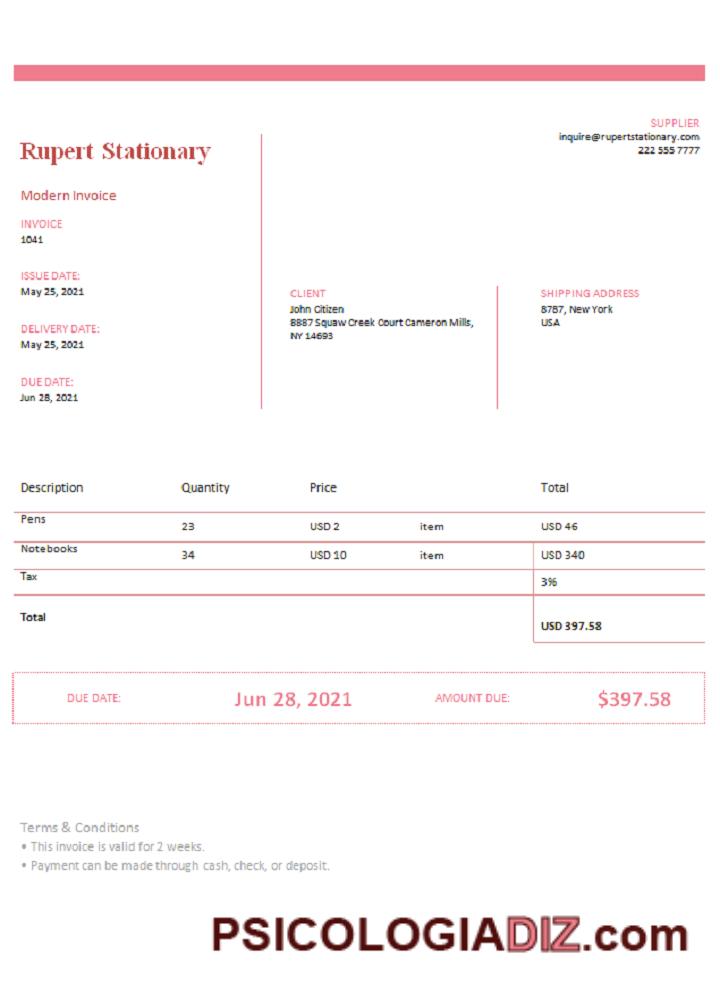 SUPPLIER
inquire@rupertstationary.com
222 555 7777
Rupert Stationary
Modern Invoice
INVOICE
1041
ISSUE DATE:
May 25, 2021
DELIVERY DATE:
May 25, 2021
DUE DATE:
Jun 28, 2021
CLIENT
John Citizen
8887 Squaw Creek Court Cameron Mills,
NY 14693
SHIPPING ADDRESS
8787, New York
USA
Description Quantity Price Total
Pens 23 USD 2 item USD 46
Notebooks 34 USD 10 item USD 340
Tax 3%
Total USD 397.58
DUE DATE: Jun 28, 2021 AMOUNT DUE: $397.58
Terms & Conditions
• This invoice is valid for 2 weeks.
• Payment can be made through cash, check, or deposit.
PSICOLOGIADIZ.com